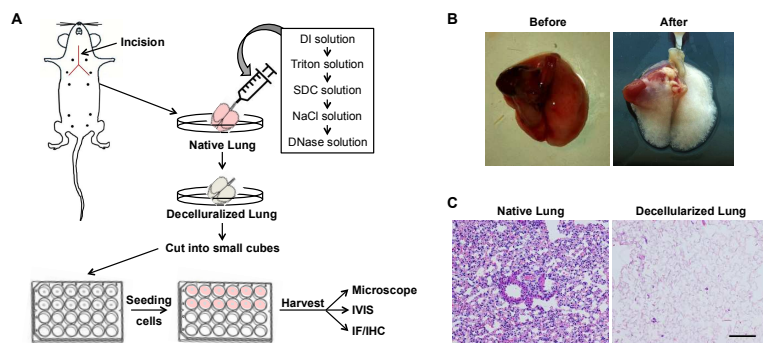 A
Incision
DI solution
Triton solution
SDC solution
NaCl solution
DNase solution
Native Lung
Decelluralized Lung
Cut into small cubes
Seeding
cells
Harvest
Microscope
IVIS
IF/IHC
B
Before
After
C
Native Lung
Decellularized Lung